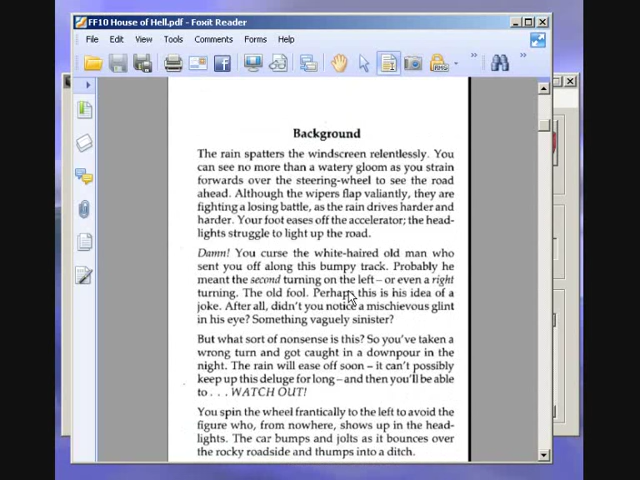 FF10 House of Hell.pdf - Foxit Reader
File Edit View Tools Comments Forms Help
Background
The rain spatters the windscreen relentlessly. You
can see no more than a watery gloom as you strain
forwards over the steering-wheel to see the road
ahead. Although the wipers flap valiantly, they are
fighting a losing battle, as the rain drives harder and
harder. Your foot eases off the accelerator; the head-
lights struggle to light up the road.
Damn! You curse the white-haired old man who
sent you off along this bumpy track. Probably he
meant the second turning on the left – or even a right
turning. The old fool. Perhaps this is his idea of a
joke. After all, didn't you notice a mischievous glint
in his eye? Something vaguely sinister?
But what sort of nonsense is this? So you've taken a
wrong turn and got caught in a downpour in the
night. The rain will ease off soon – it can't possibly
keep up this deluge for long – and then you'll be able
to . . . WATCH OUT!
You spin the wheel frantically to the left to avoid the
figure who, from nowhere, shows up in the head-
lights. The car bumps and jolts as it bounces over
the rocky roadside and thumps into a ditch.